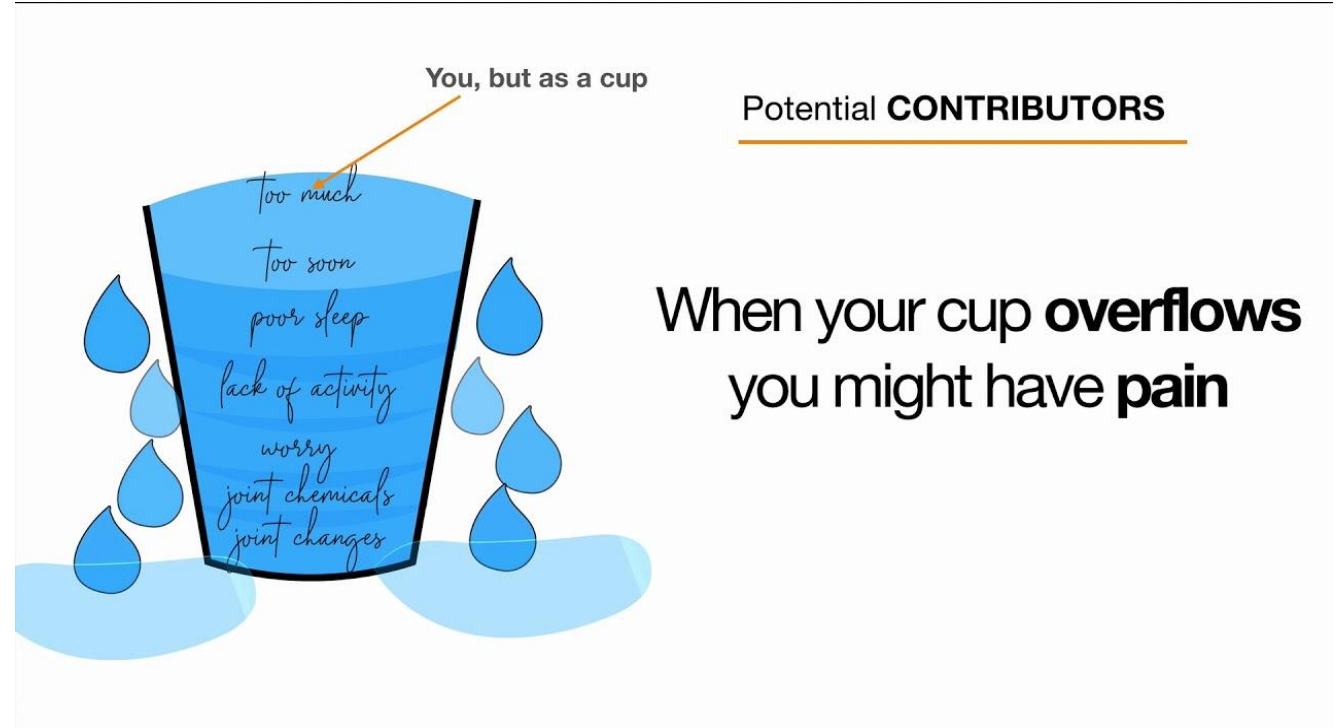 You, but as a cup
Potential CONTRIBUTORS
too much
too soon
poor sleep
lack of activity
worry
joint chemicals
joint changes
When your cup overflows
you might have pain